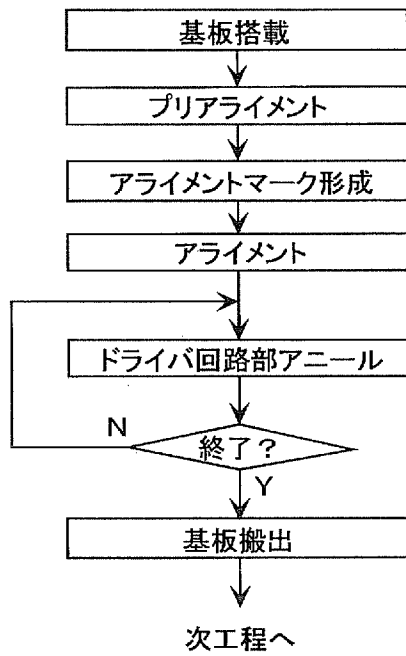 基板搭載
プリアライメント
アライメントマーク形成
アライメント
ドライバ回路部アニール
N
終了?
Y
基板搬出
次工程へ